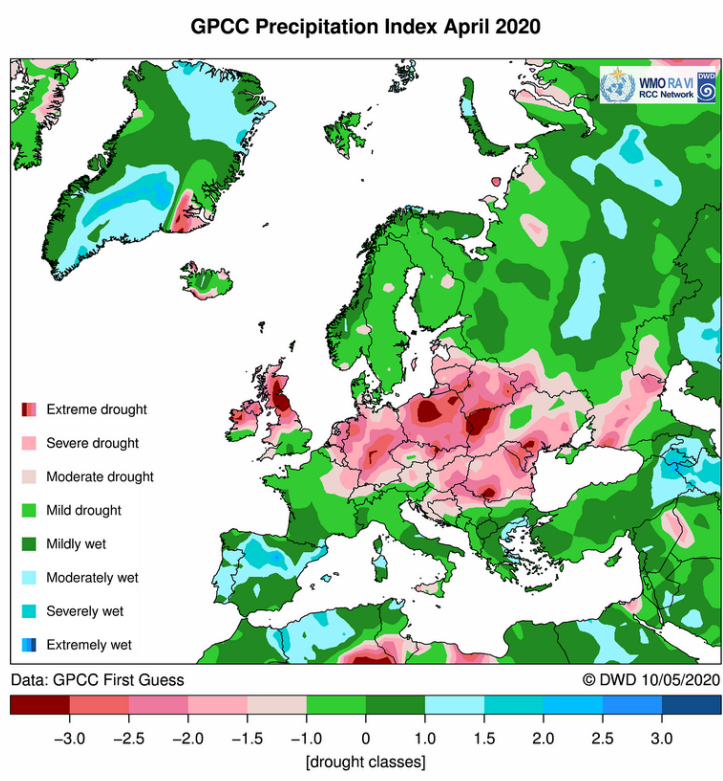 GPCC Precipitation Index April 2020
WMO RA VI
RCC Network
DWD
Extreme drought
Severe drought
Moderate drought
Mild drought
Mildly wet
Moderately wet
Severely wet
Extremely wet
Data: GPCC First Guess
© DWD 10/05/2020
−3.0 −2.5 −2.0 −1.5 −1.0 0 1.0 1.5 2.0 2.5 3.0
[drought classes]